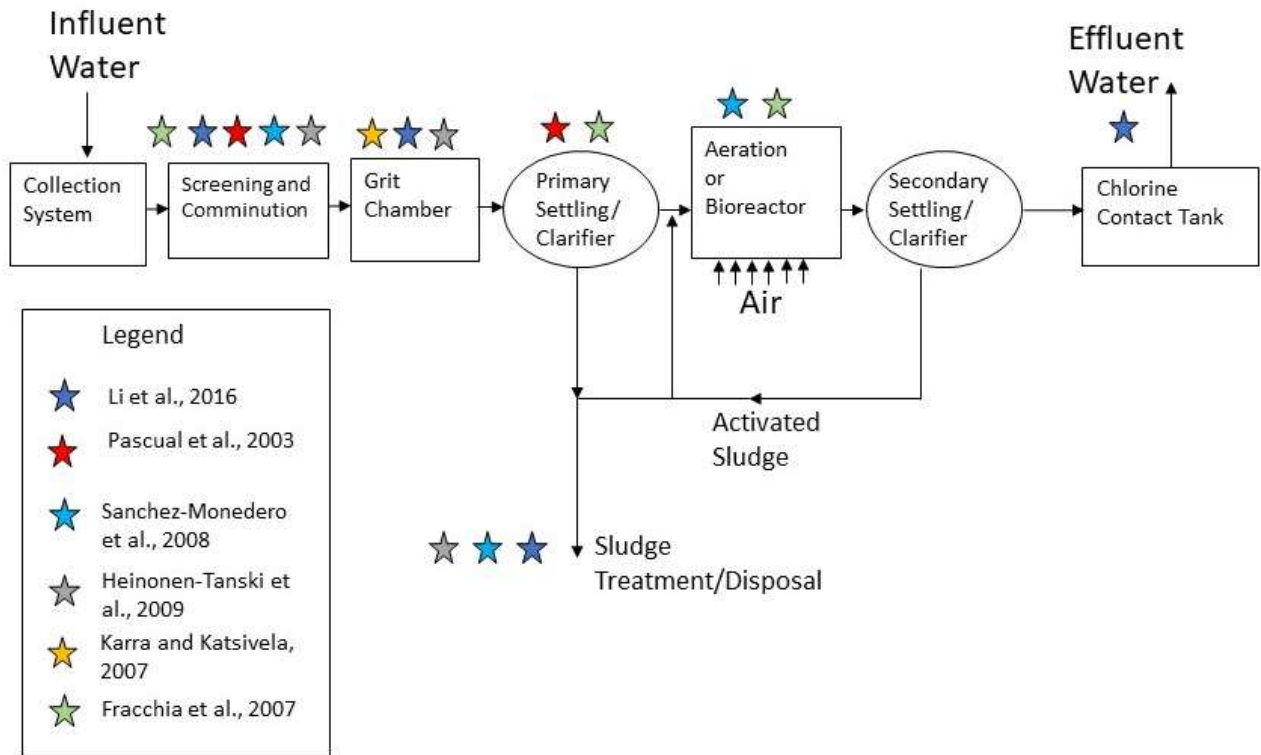 Influent
Water
Effluent
Water
Collection
System
Screening and
Comminution
Grit
Chamber
Primary
Settling/
Clarifier
Aeration
or
Bioreactor
Secondary
Settling/
Clarifier
Chlorine
Contact Tank
Air
Activated
Sludge
Sludge
Treatment/Disposal
Legend
Li et al., 2016
Pascual et al., 2003
Sanchez-Monedero
et al., 2008
Heinonen-Tanski et
al., 2009
Karra and Katsivela,
2007
Fracchia et al., 2007